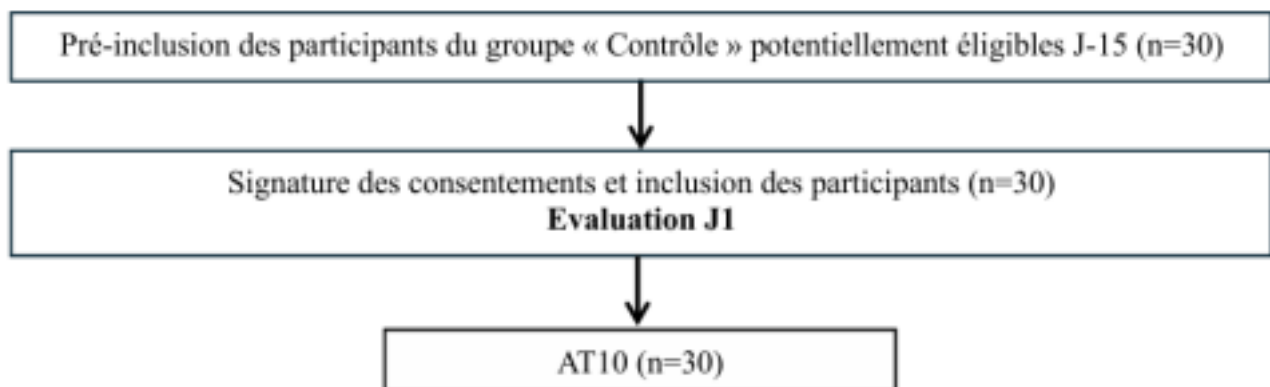 Pré-inclusion des participants du groupe « Contrôle » potentiellement éligibles J-15 (n=30)
Signature des consentements et inclusion des participants (n=30)
Evaluation J1
AT10 (n=30)